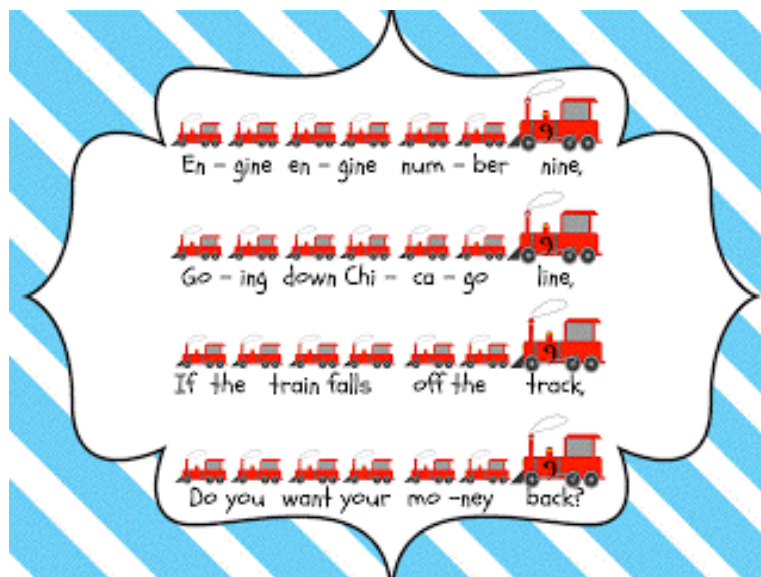 En - gine en - gine num - ber nine,
Go - ing down Chi - ca - go line,
If the train falls off the track,
Do you want your mo -ney back?